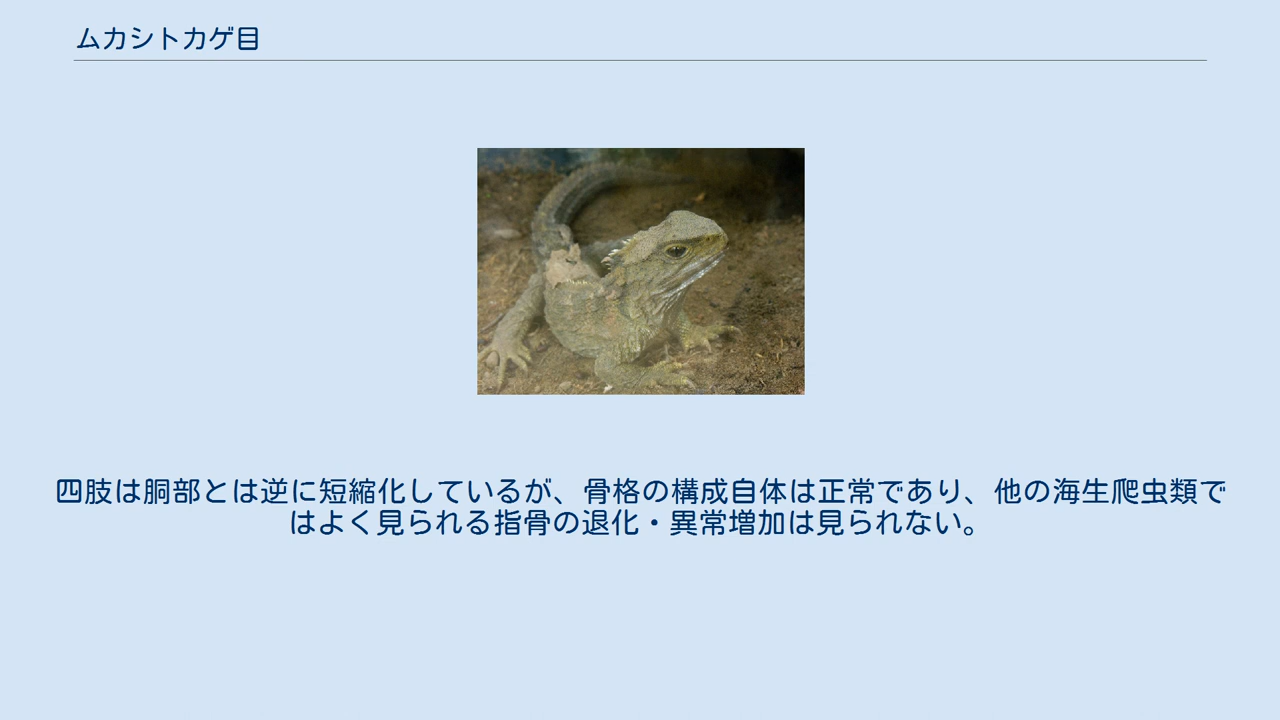 ムカシトカゲ目
四肢は胴部とは逆に短縮化しているが、骨格の構成自体は正常であり、他の海生爬虫類で
はよく見られる指骨の退化・異常増加は見られない。